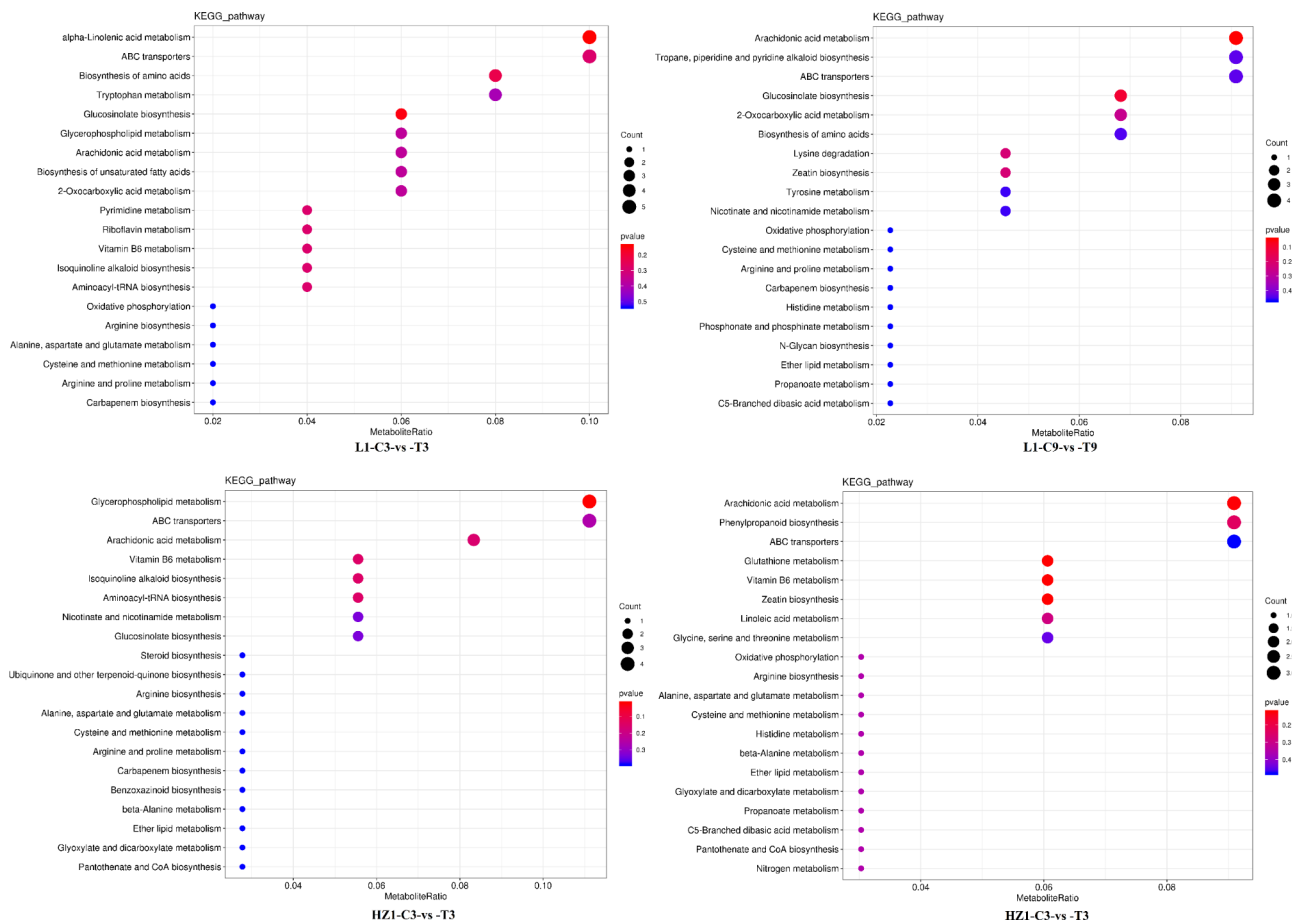 KEGG_pathway
alpha-Linolenic acid metabolism
ABC transporters
Biosynthesis of amino acids
Tryptophan metabolism
Glucosinolate biosynthesis
Glycerophospholipid metabolism
Arachidonic acid metabolism
Biosynthesis of unsaturated fatty acids
2-Oxocarboxylic acid metabolism
Pyrimidine metabolism
Riboflavin metabolism
Vitamin B6 metabolism
Isoquinoline alkaloid biosynthesis
Aminoacyl-tRNA biosynthesis
Oxidative phosphorylation
Arginine biosynthesis
Alanine, aspartate and glutamate metabolism
Cysteine and methionine metabolism
Arginine and proline metabolism
Carbapenem biosynthesis
0.02 0.04 0.06 0.08 0.10
MetaboliteRatio
L1-C3-vs -T3
Count
1
2
3
4
5
pvalue
0.2
0.3
0.4
0.5
KEGG_pathway
Arachidonic acid metabolism
Tropane, piperidine and pyridine alkaloid biosynthesis
ABC transporters
Glucosinolate biosynthesis
2-Oxocarboxylic acid metabolism
Biosynthesis of amino acids
Lysine degradation
Zeatin biosynthesis
Tyrosine metabolism
Nicotinate and nicotinamide metabolism
Oxidative phosphorylation
Cysteine and methionine metabolism
Arginine and proline metabolism
Carbapenem biosynthesis
Histidine metabolism
Phosphonate and phosphinate metabolism
N-Glycan biosynthesis
Ether lipid metabolism
Propanoate metabolism
C5-Branched dibasic acid metabolism
0.02 0.04 0.06 0.08
MetaboliteRatio
L1-C9-vs -T9
Count
1
2
3
4
pvalue
0.1
0.2
0.3
0.4
KEGG_pathway
Glycerophospholipid metabolism
ABC transporters
Arachidonic acid metabolism
Vitamin B6 metabolism
Isoquinoline alkaloid biosynthesis
Aminoacyl-tRNA biosynthesis
Nicotinate and nicotinamide metabolism
Glucosinolate biosynthesis
Steroid biosynthesis
Ubiquinone and other terpenoid-quinone biosynthesis
Arginine biosynthesis
Alanine, aspartate and glutamate metabolism
Cysteine and methionine metabolism
Arginine and proline metabolism
Carbapenem biosynthesis
Benzoxazinoid biosynthesis
beta-Alanine metabolism
Ether lipid metabolism
Glyoxylate and dicarboxylate metabolism
Pantothenate and CoA biosynthesis
0.04 0.06 0.08 0.10
MetaboliteRatio
HZ1-C3-vs -T3
Count
1
2
3
4
pvalue
0.1
0.2
0.3
KEGG_pathway
Arachidonic acid metabolism
Phenylpropanoid biosynthesis
ABC transporters
Glutathione metabolism
Vitamin B6 metabolism
Zeatin biosynthesis
Linoleic acid metabolism
Glycine, serine and threonine metabolism
Oxidative phosphorylation
Arginine biosynthesis
Alanine, aspartate and glutamate metabolism
Cysteine and methionine metabolism
Histidine metabolism
beta-Alanine metabolism
Ether lipid metabolism
Glyoxylate and dicarboxylate metabolism
Propanoate metabolism
C5-Branched dibasic acid metabolism
Pantothenate and CoA biosynthesis
Nitrogen metabolism
0.04 0.06 0.08
MetaboliteRatio
HZ1-C3-vs -T3
Count
1.
1.
2.
2.
3.
pvalue
0.1
0.2
0.3
0.4